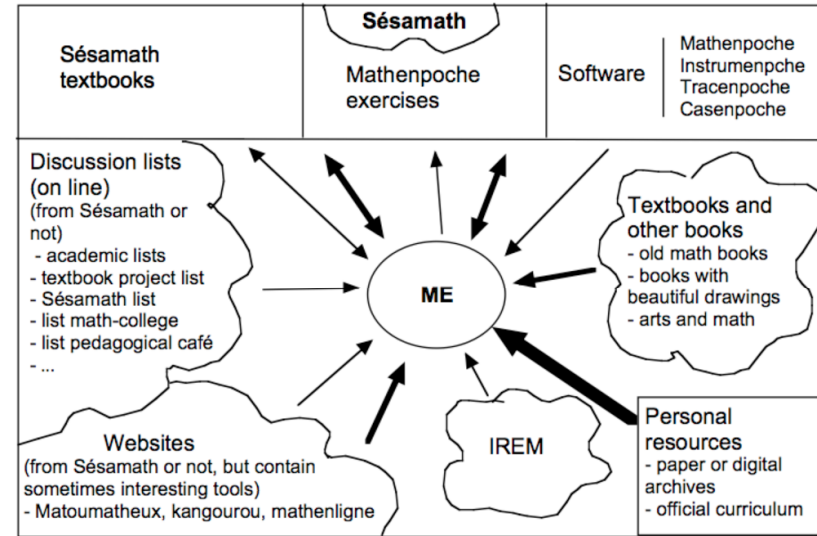 Sésamath
Sésamath
textbooks
Mathenpoche
exercises
Software
Mathenpoche
Instrumenpche
Tracenpoche
Casenpoche
Discussion lists
(on line)
(from Sésamath or
not)
- academic lists
- textbook project list
- Sésamath list
- list math-college
- list pedagogical café
- ...
ME
Textbooks and
other books
- old math books
- books with
beautiful drawings
- arts and math
Websites
(from Sésamath or not, but contain
sometimes interesting tools)
- Matoumatheux, kangourou, mathenligne
IREM
Personal
resources
- paper or digital
archives
- official curriculum